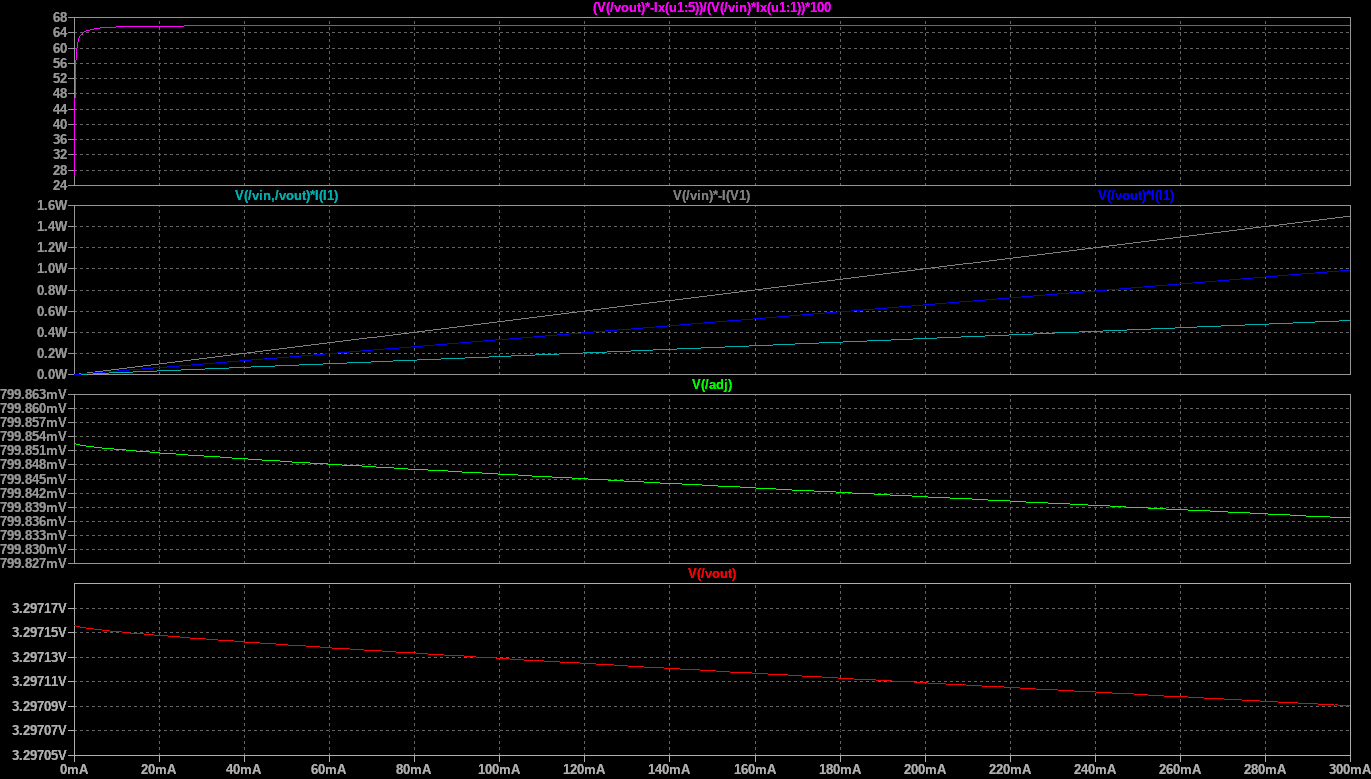 (V(/vout)*-Ix(u1:5))/(V(/vin)*Ix(u1:1))*100
68
64
60
56
52
48
44
40
36
32
28
24
V(/vin,/vout)*I(I1) V(/vin)*-I(V1) V(/vout)*I(I1)
1.6W
1.4W
1.2W
1.0W
0.8W
0.6W
0.4W
0.2W
0.0W
V(/adj)
799.863mV
799.860mV
799.857mV
799.854mV
799.851mV
799.848mV
799.845mV
799.842mV
799.839mV
799.836mV
799.833mV
799.830mV
799.827mV
V(/vout)
3.29717V
3.29715V
3.29713V
3.29711V
3.29709V
3.29707V
3.29705V
0mA 20mA 40mA 60mA 80mA 100mA 120mA 140mA 160mA 180mA 200mA 220mA 240mA 260mA 280mA 300mA